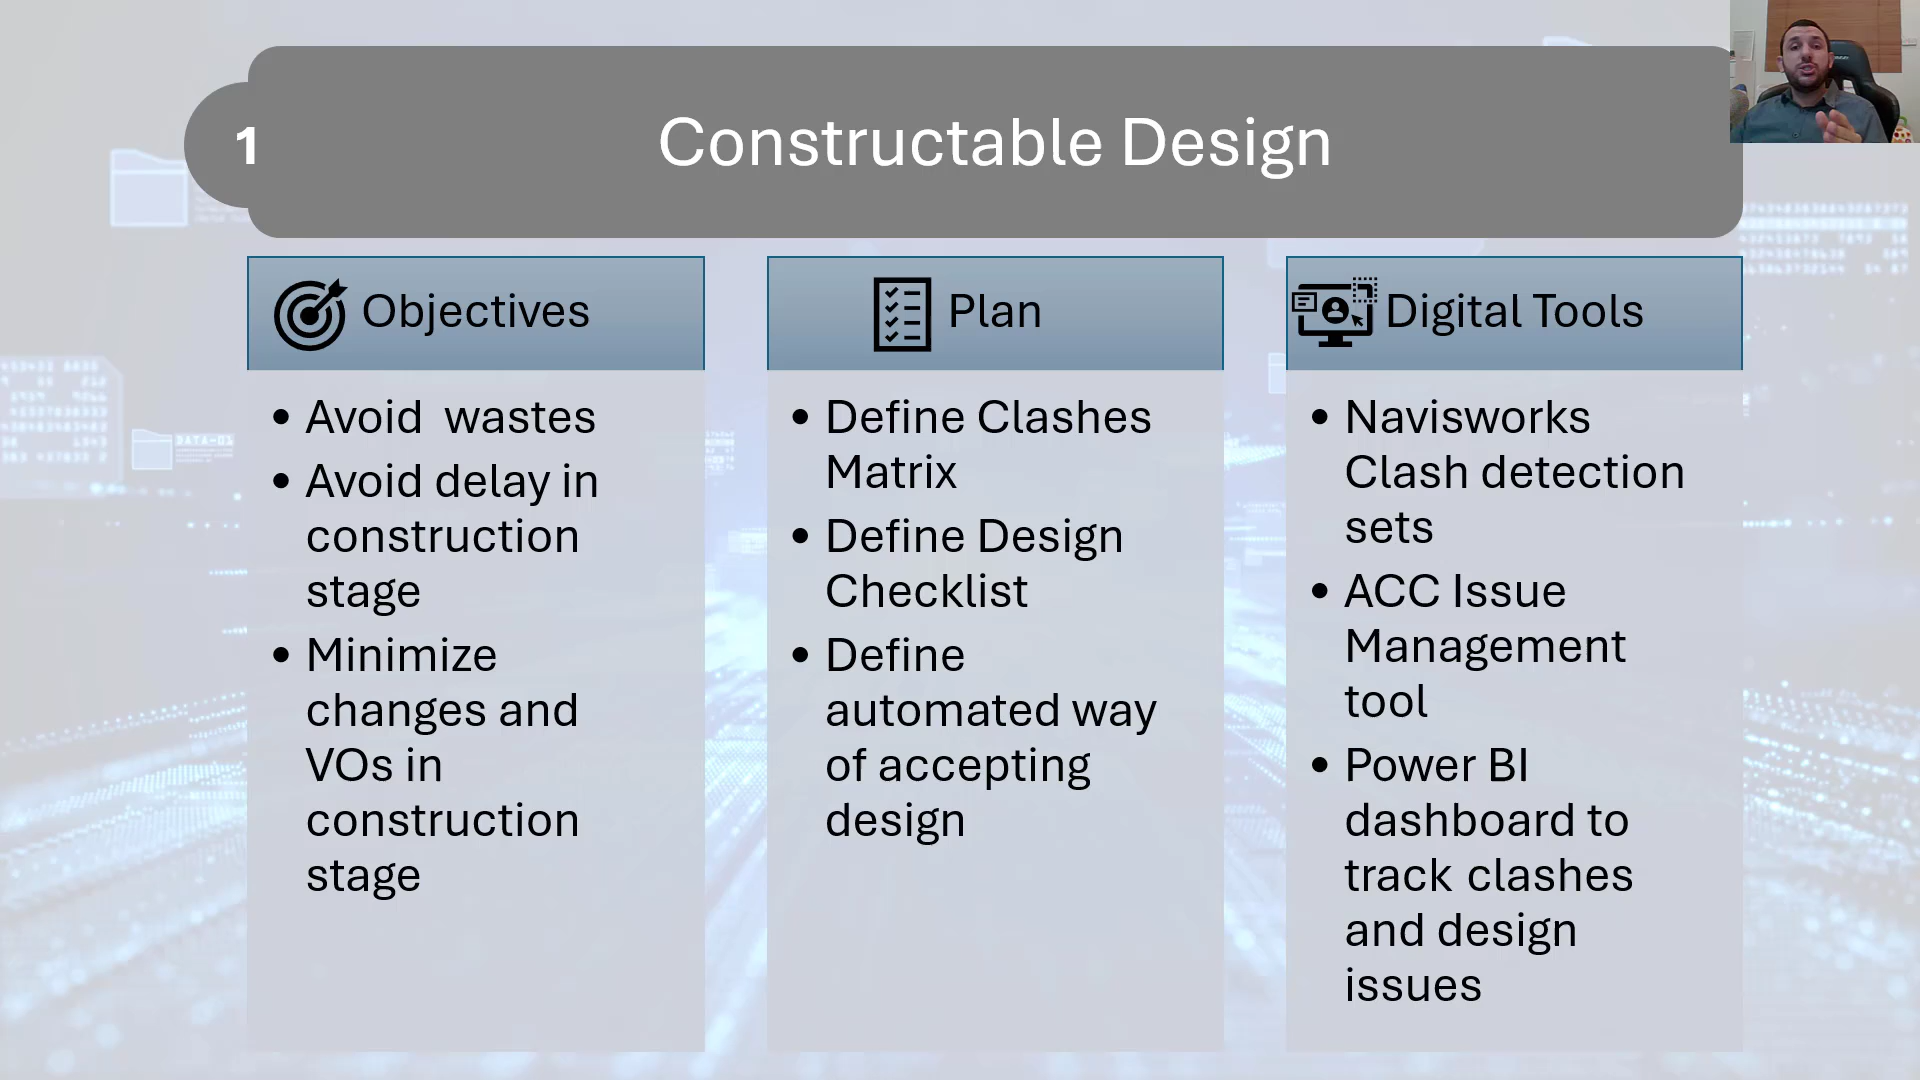 1
Constructable Design
Objectives
• Avoid wastes
• Avoid delay in
construction
stage
• Minimize
changes and
VOs in
construction
stage
Plan
• Define Clashes
Matrix
• Define Design
Checklist
• Define
automated way
of accepting
design
Digital Tools
• Navisworks
Clash detection
sets
• ACC Issue
Management
tool
• Power BI
dashboard to
track clashes
and design
issues
DATA-01